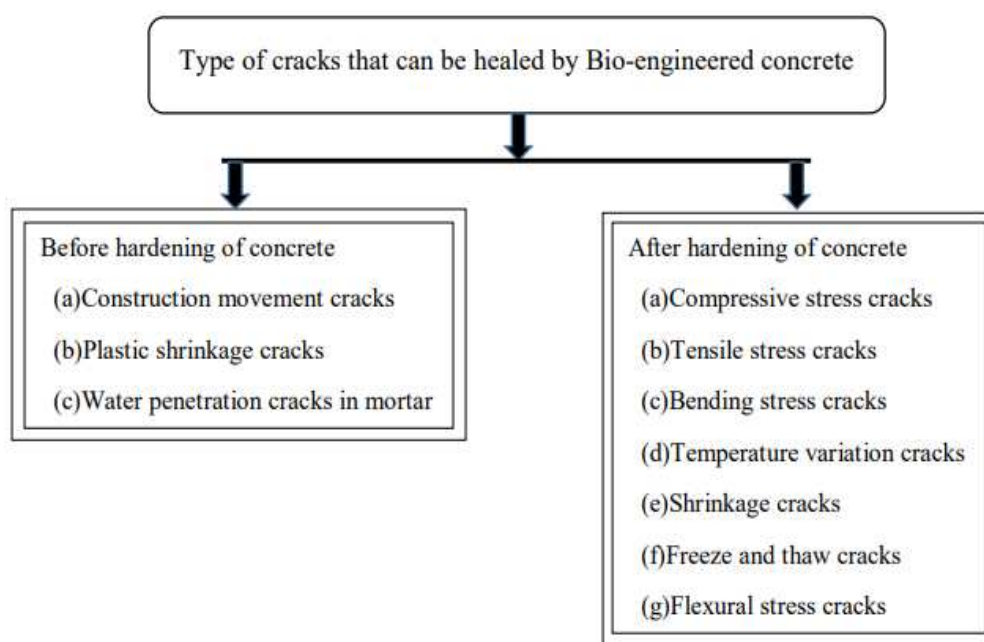 Type of cracks that can be healed by Bio-engineered concrete
Before hardening of concrete
(a)Construction movement cracks
(b)Plastic shrinkage cracks
(c)Water penetration cracks in mortar
After hardening of concrete
(a)Compressive stress cracks
(b)Tensile stress cracks
(c)Bending stress cracks
(d)Temperature variation cracks
(e)Shrinkage cracks
(f)Freeze and thaw cracks
(g)Flexural stress cracks